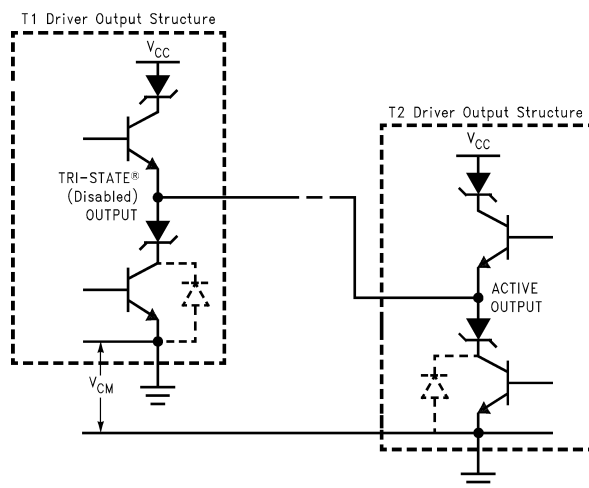 T1 Driver Output Structure
VCC
TRI-STATE®
(Disabled)
OUTPUT
VCM
T2 Driver Output Structure
VCC
ACTIVE
OUTPUT